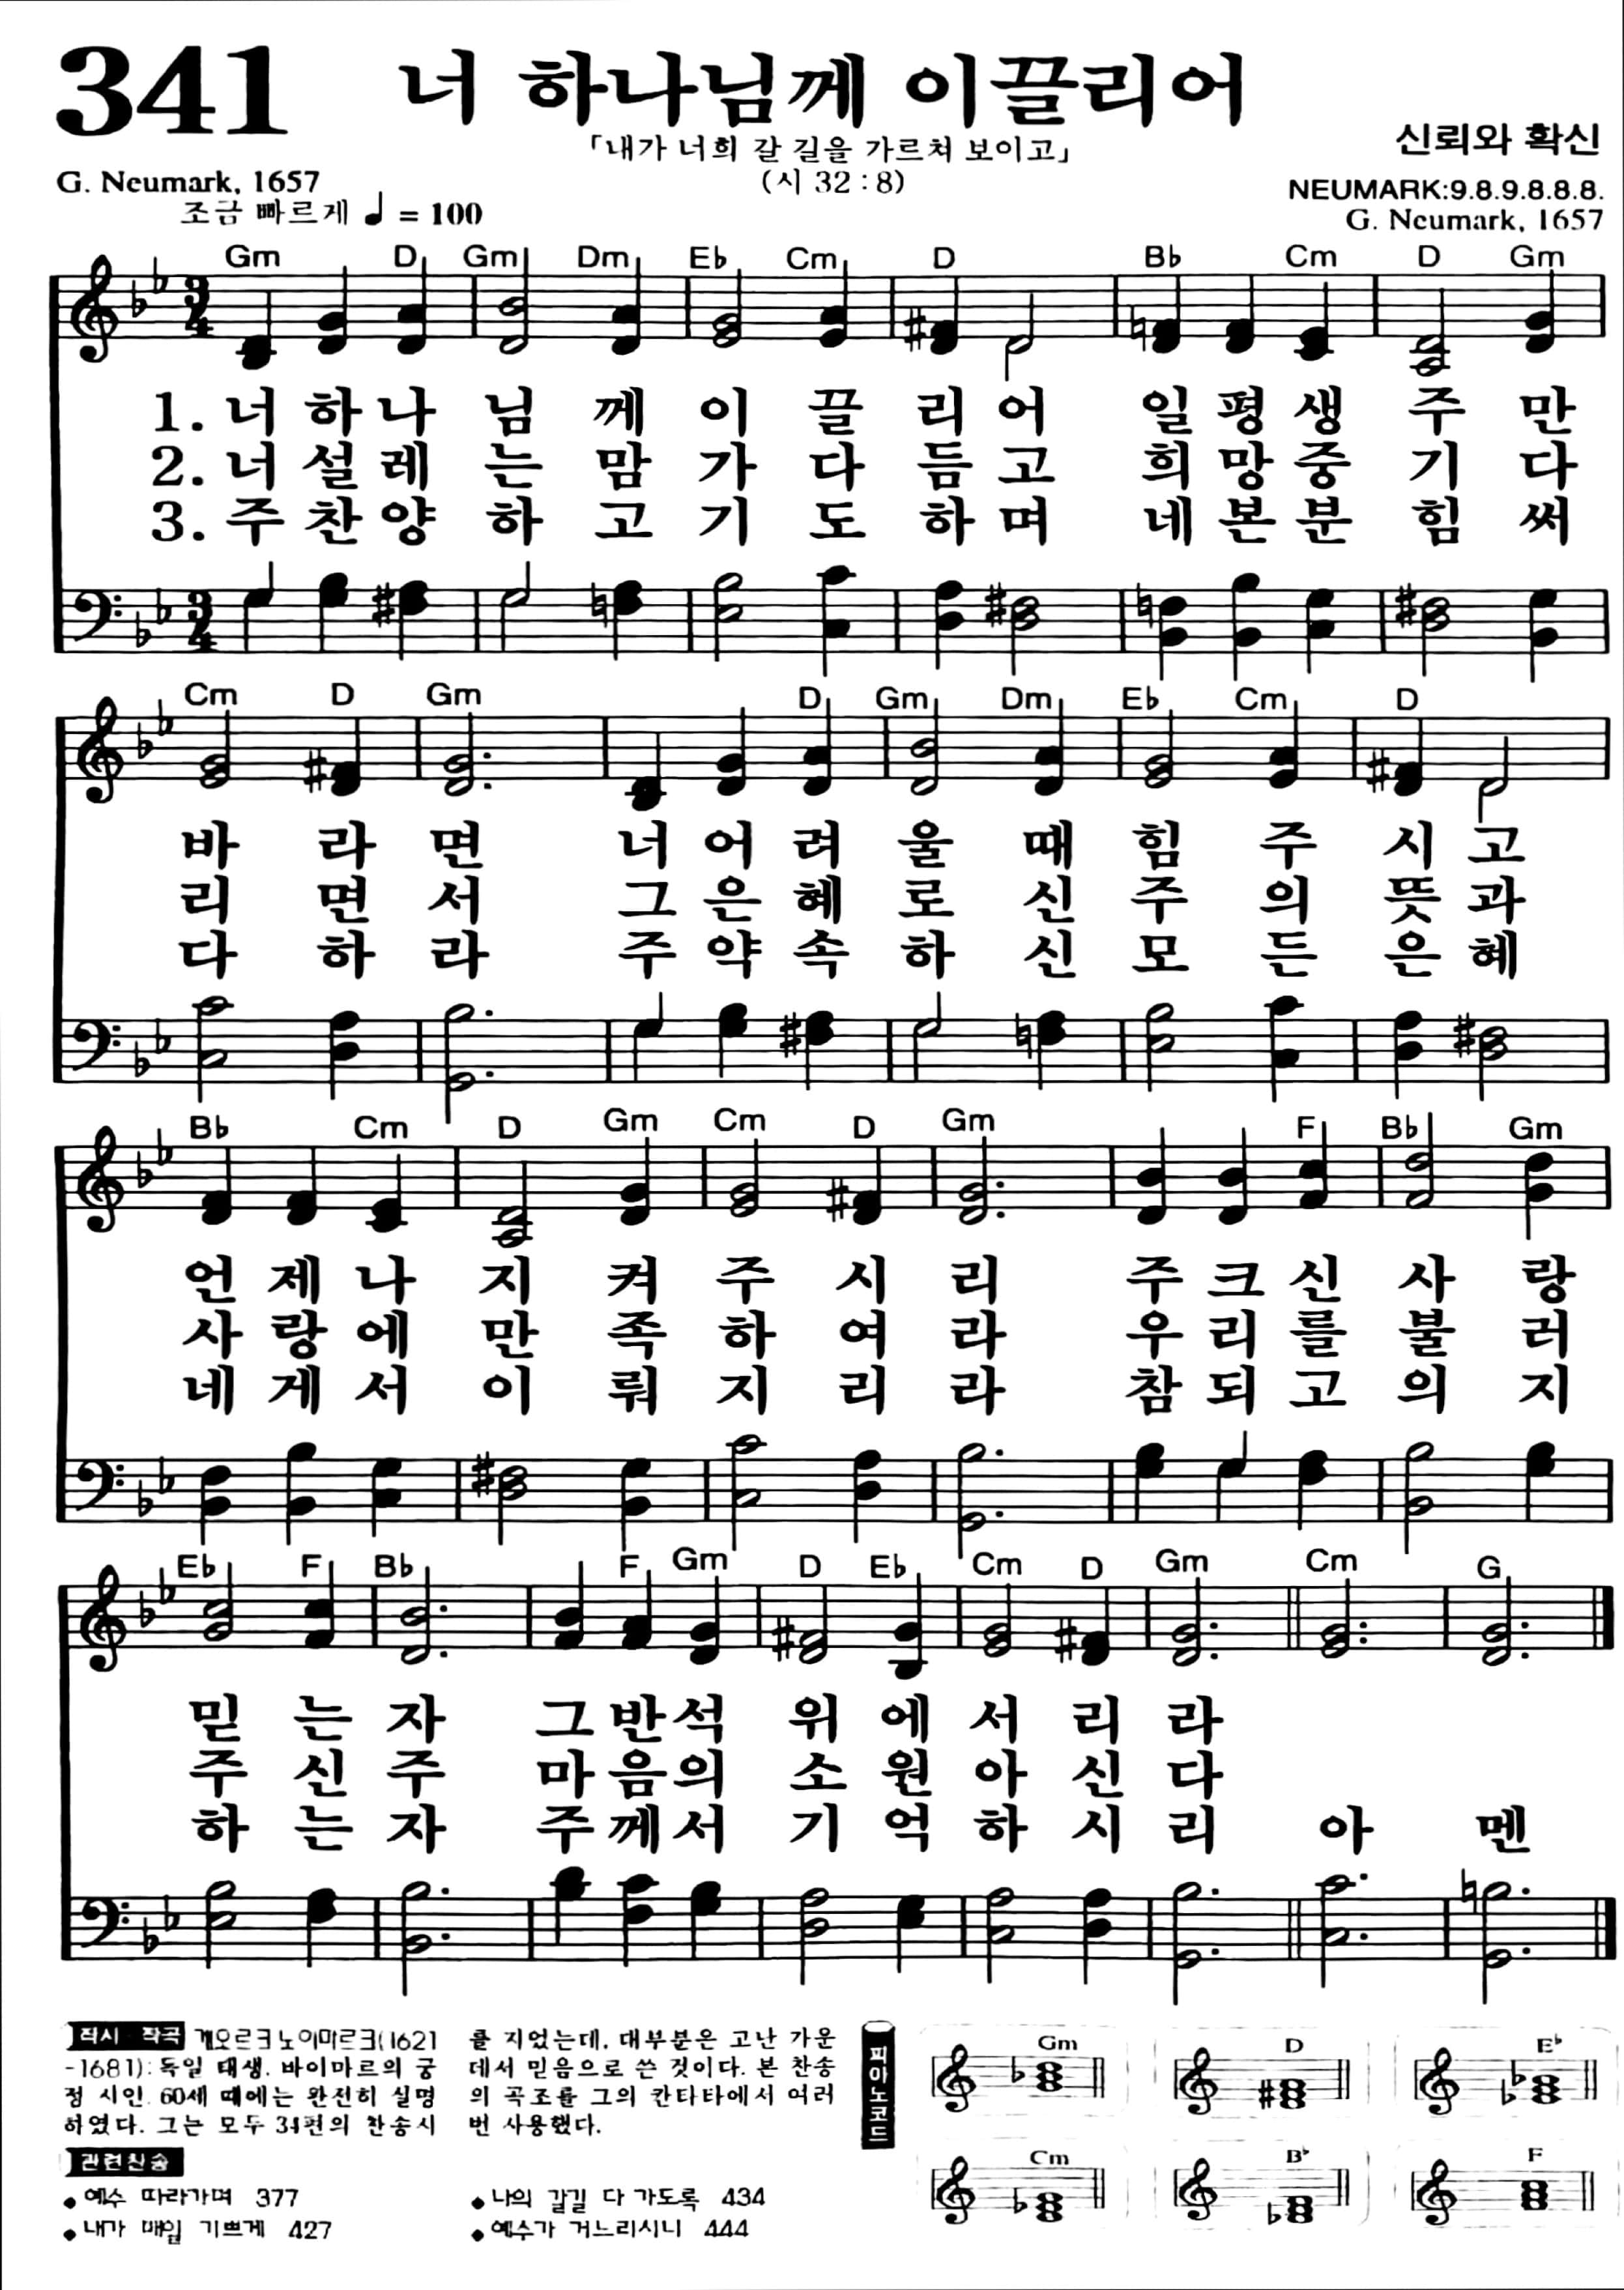 341 너 하나님께 이끌리어
「내가 너희 갈 길을 가르쳐 보이고」
(시 32 : 8)
신뢰와 확신
G. Neumark, 1657
NEUMARK:9.8.9.8.8.8.
조금 빠르게 ♩ = 100
G. Neumark, 1657
Gm D Gm Dm E♭ Cm D B♭ Cm D Gm
3/4
1. 너 하 나 님 께 이 끌 리 어 일 평 생 주 만
2. 너 설 레 는 맘 가 다 듬 고 희 망 중 기 다
3. 주 찬 양 하 고 기 도 하 며 네 본 분 힘 써
3/4
Cm D Gm D Gm Dm E♭ Cm D
바 라 면 너 어 려 울 때 힘 주 시 고
리 면 서 그 은 혜 로 신 주 의 뜻 과
다 하 라 주 약 속 하 신 모 든 은 혜
B♭ Cm D Gm Cm D Gm F B♭ Gm
언 제 나 지 켜 주 시 리 주 크 신 사 랑
사 랑 에 만 족 하 여 라 우 리 를 불 러
네 게 서 이 뤄 지 리 라 참 되 고 의 지
E♭ F B♭ F Gm D E♭ Cm D Gm Cm G
믿 는 자 그 반 석 위 에 서 리 라
주 신 주 마 음 의 소 원 아 신 다
하 는 자 주 께 서 기 억 하 시 리 아 멘
작시·작곡 게오르크 노이마르크(1621
-1681): 독일 태생. 바이마르의 궁
정 시인. 60세 때에는 완전히 실명
하였다. 그는 모두 34편의 찬송시
를 지었는데, 대부분은 고난 가운
데서 믿음으로 쓴 것이다. 본 찬송
의 곡조를 그의 칸타타에서 여러
번 사용했다.
관련찬송
● 예수 따라가며 377
● 내가 매일 기쁘게 427
● 나의 갈길 다 가도록 434
● 예수가 거느리시니 444
피아노코드
Gm D E♭
Cm B♭ F